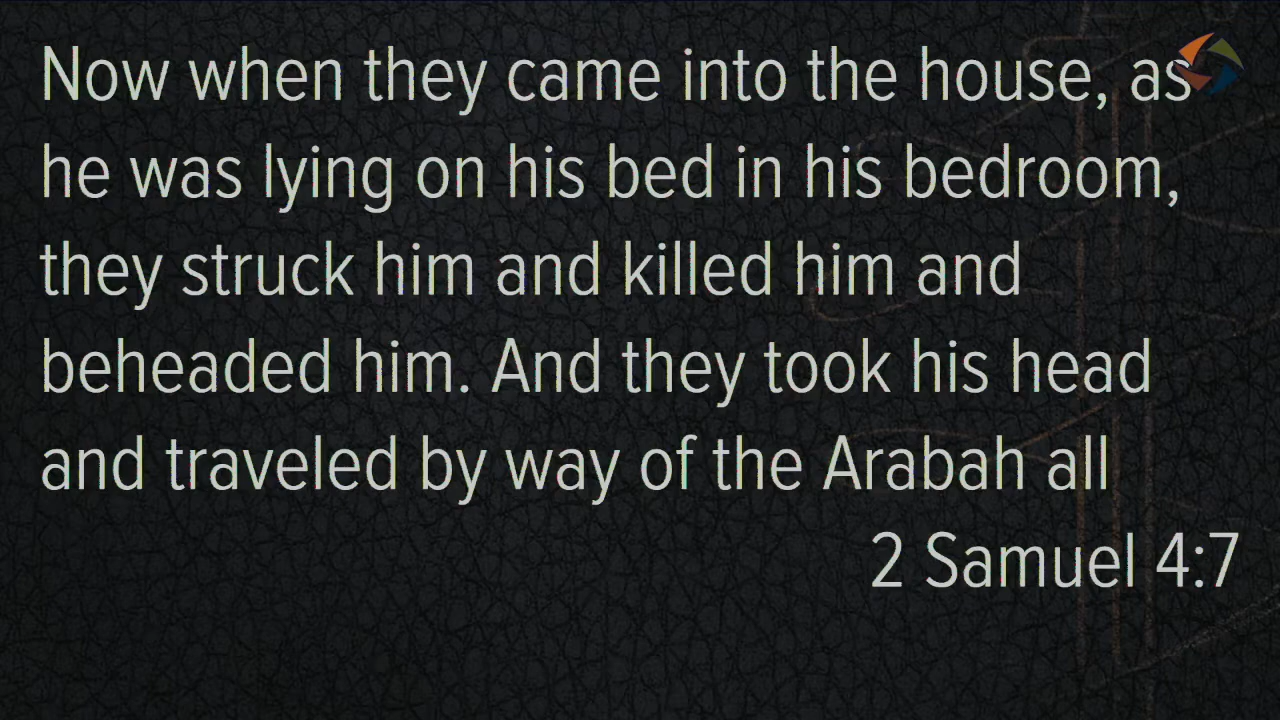 Now when they came into the house, as
he was lying on his bed in his bedroom,
they struck him and killed him and
beheaded him. And they took his head
and traveled by way of the Arabah all
2 Samuel 4:7